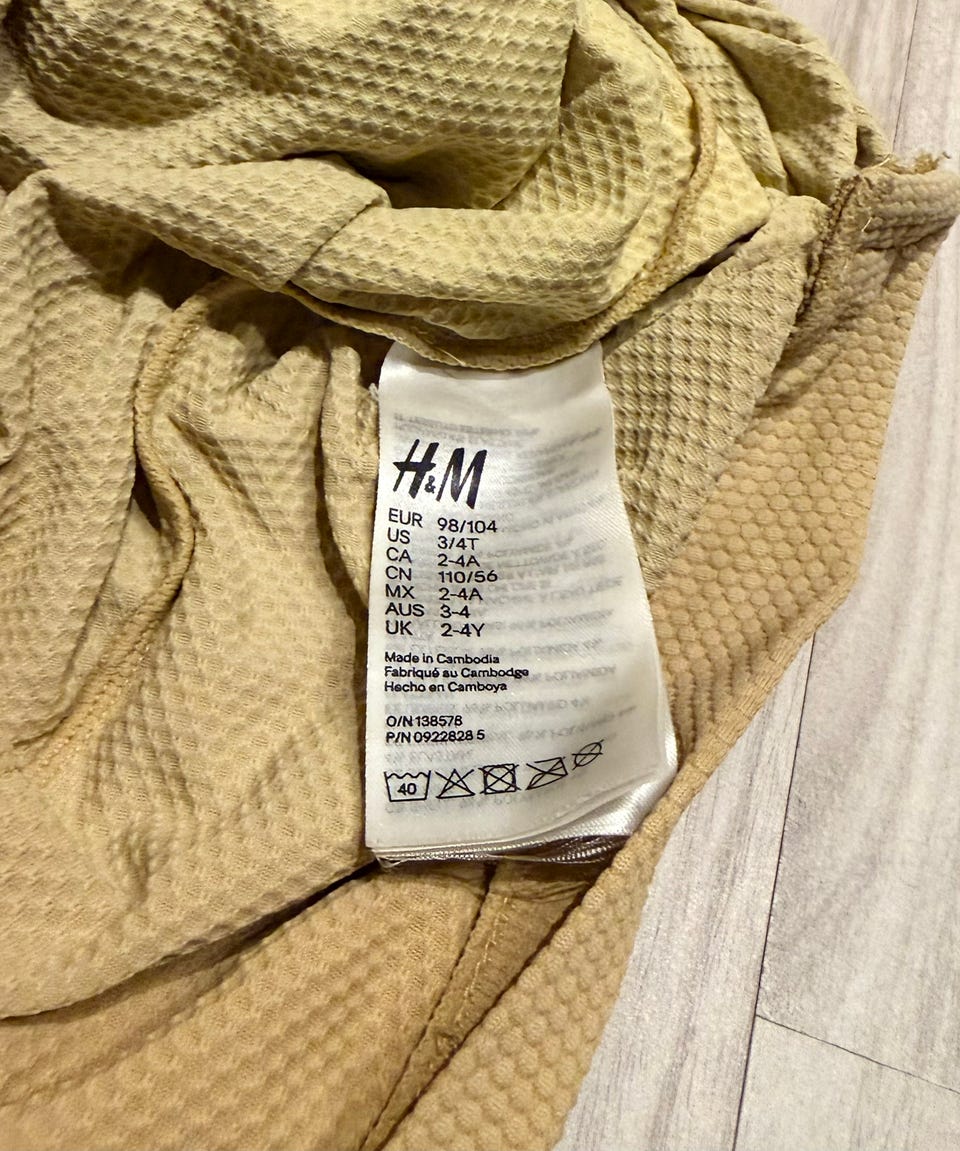 H&M
EUR 98/104
US 3/4T
CA 2-4A
CN 110/56
MX 2-4A
AUS 3-4
UK 2-4Y
Made in Cambodia
Fabriqué au Cambodge
Hecho en Camboya
O/N 138578
P/N 0922828 5
40